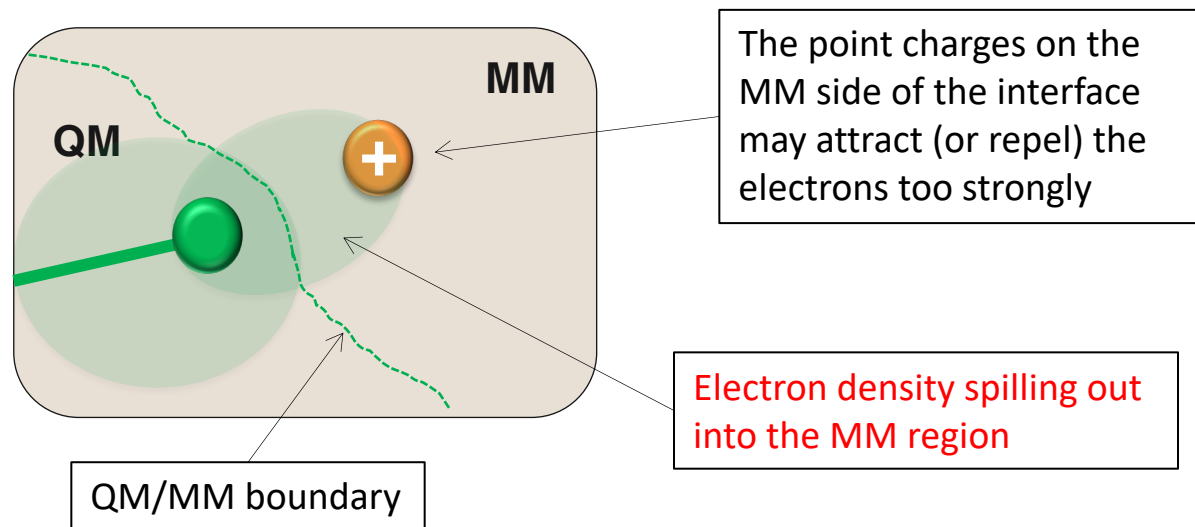 MM
QM
+
The point charges on the
MM side of the interface
may attract (or repel) the
electrons too strongly
Electron density spilling out
into the MM region
QM/MM boundary